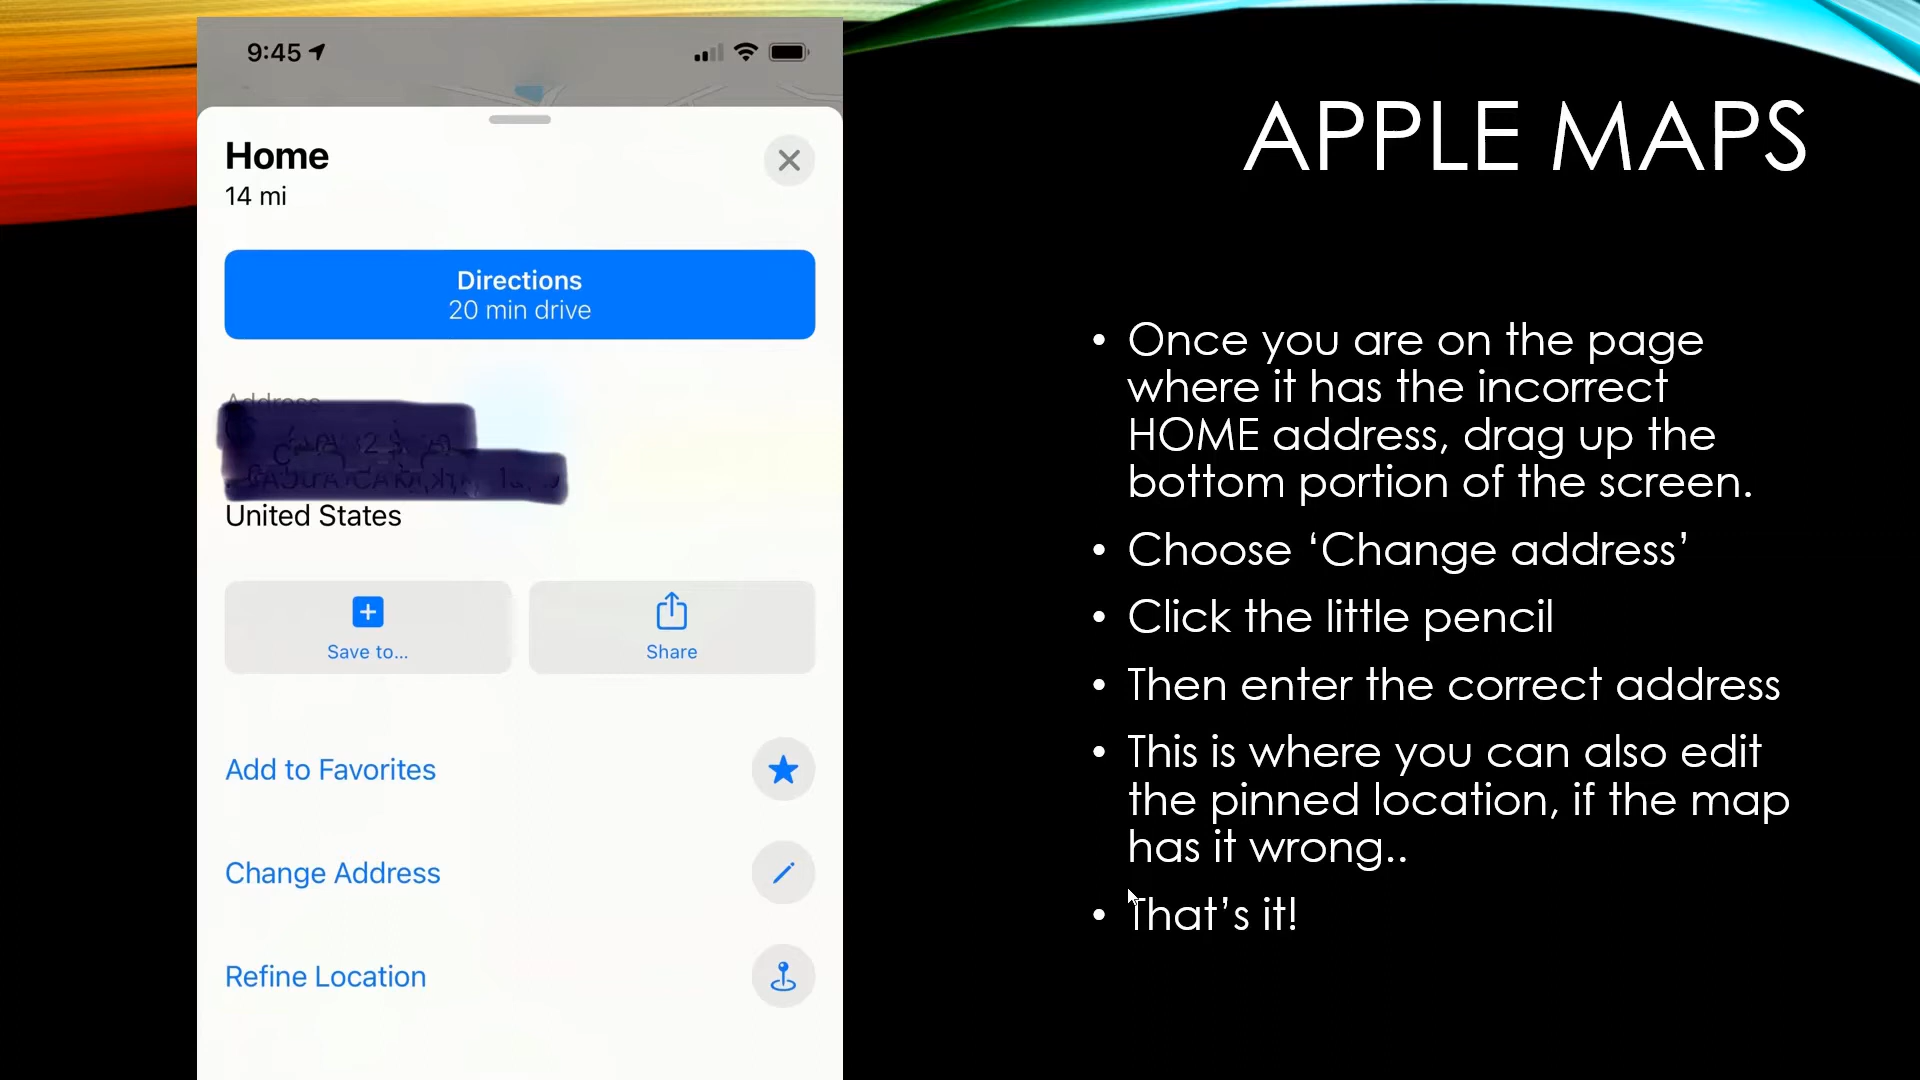 9:45
Home
14 mi
Directions
20 min drive
Address
United States
Save to...
Share
Add to Favorites
Change Address
Refine Location
APPLE MAPS
• Once you are on the page
where it has the incorrect
HOME address, drag up the
bottom portion of the screen.
• Choose ‘Change address’
• Click the little pencil
• Then enter the correct address
• This is where you can also edit
the pinned location, if the map
has it wrong..
• That’s it!